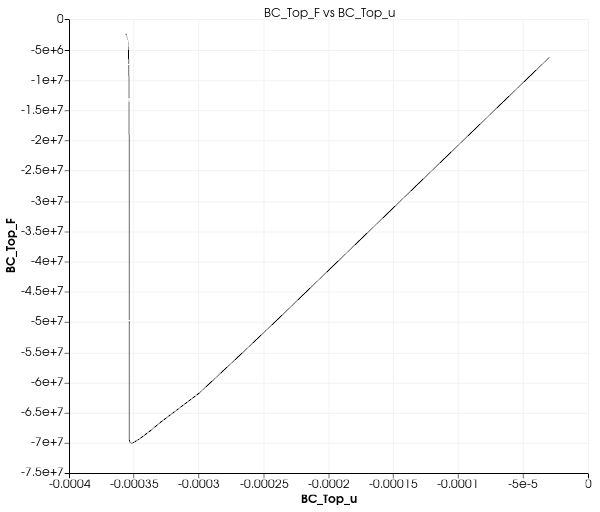 BC_Top_F vs BC_Top_u
0
-5e+6
-1e+7
-1.5e+7
-2e+7
-2.5e+7
-3e+7
-3.5e+7
-4e+7
-4.5e+7
-5e+7
-5.5e+7
-6e+7
-6.5e+7
-7e+7
-7.5e+7
BC_Top_F
-0.0004 -0.00035 -0.0003 -0.00025 -0.0002 -0.00015 -0.0001 -5e-5 0
BC_Top_u